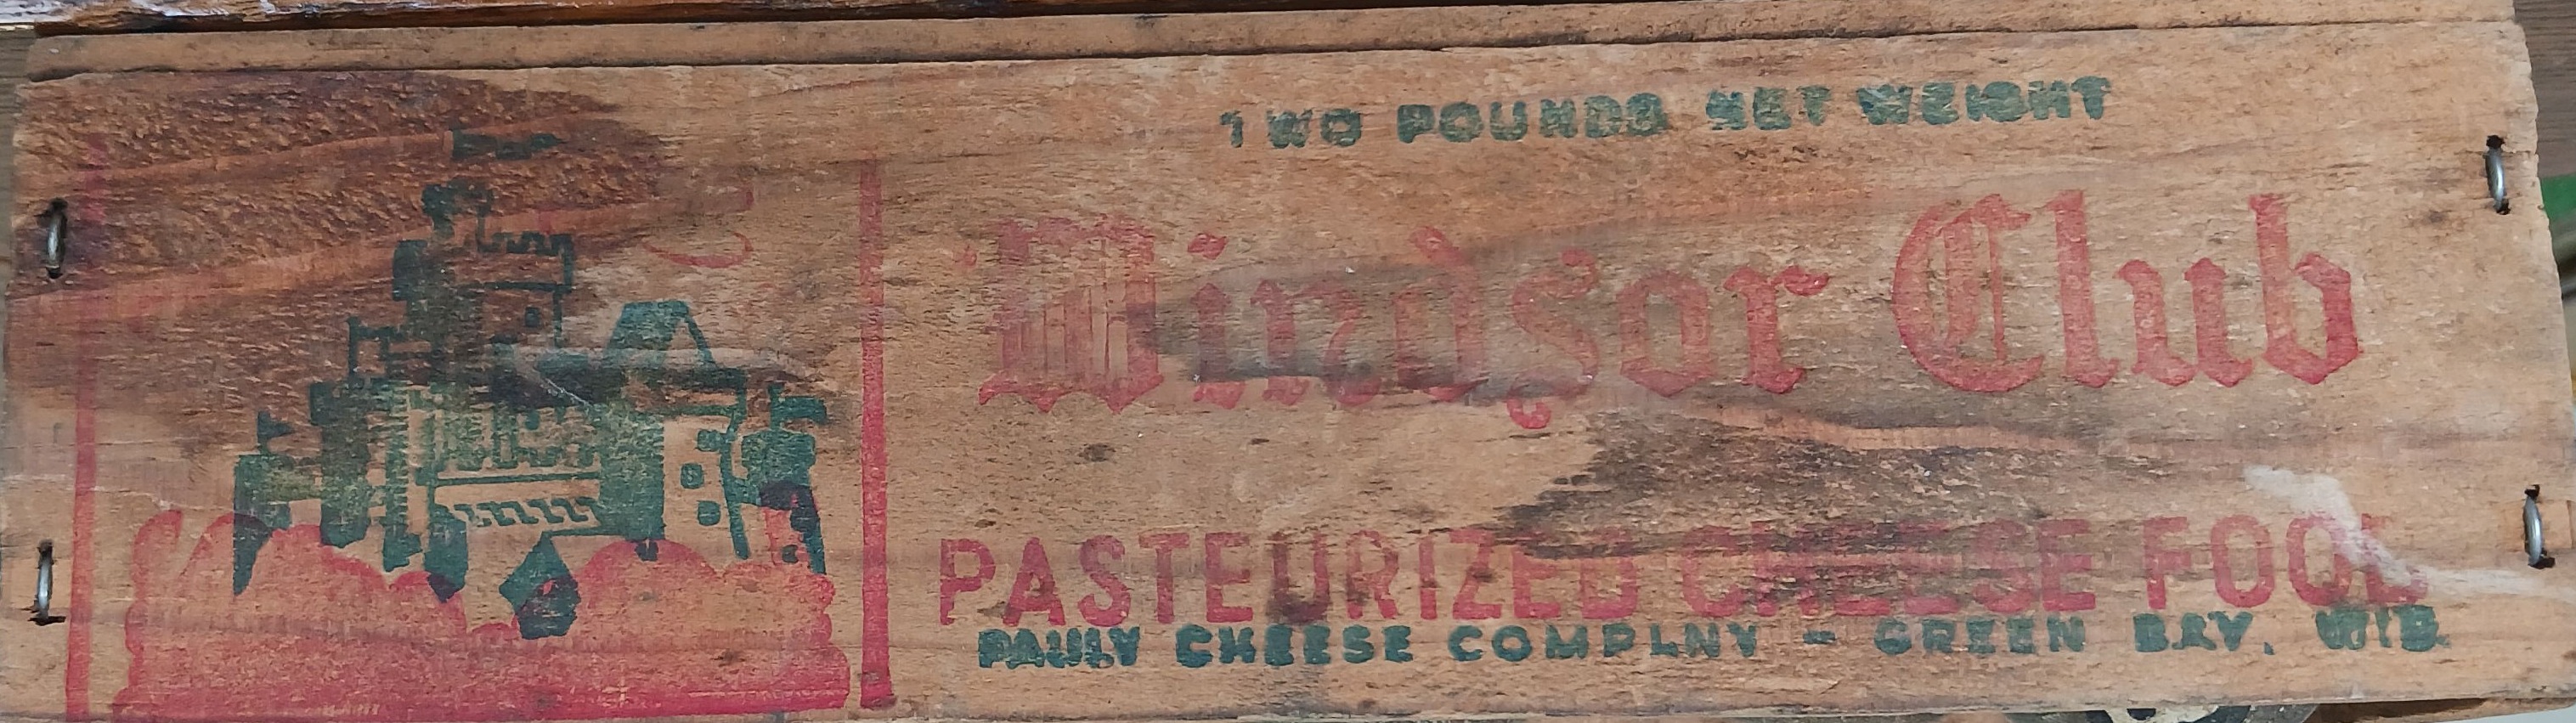 TWO POUNDS NET WEIGHT
Windsor Club
PASTEURIZED CHEESE FOOD
PAULY CHEESE COMPANY - GREEN BAY, WIS.